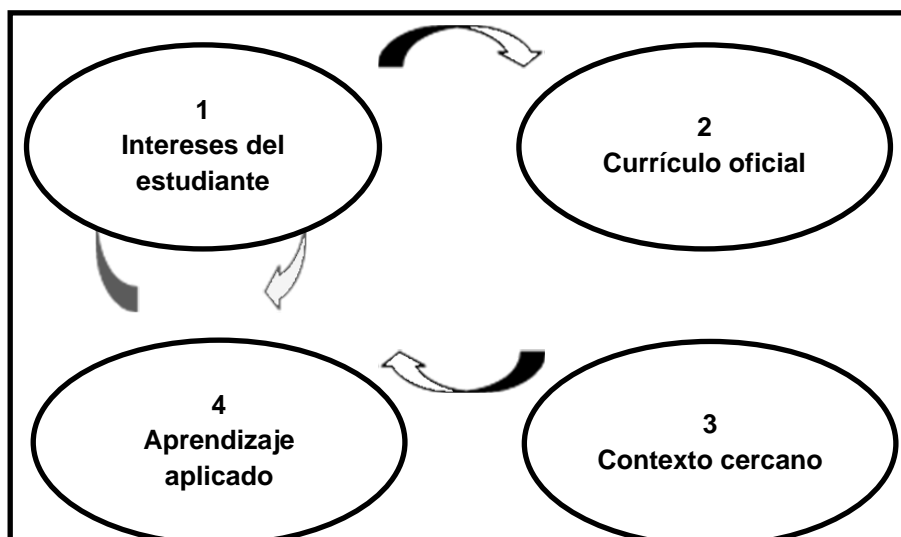 1
Intereses del
estudiante
2
Currículo oficial
4
Aprendizaje
aplicado
3
Contexto cercano